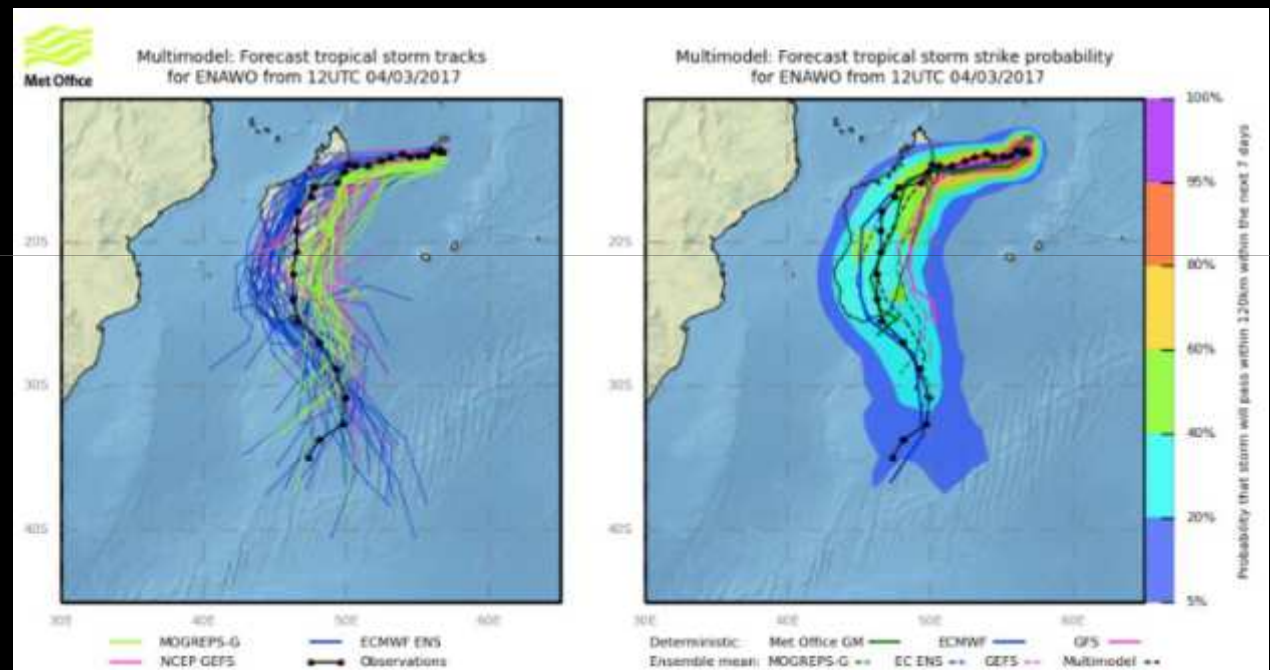 Met Office
Multimodel: Forecast tropical storm tracks
for ENAWO from 12UTC 04/03/2017
20S
30S
40S
30E 40E 50E 60E
MOGREPS-G ECMWF ENS
NCEP GEFS Observations
Multimodel: Forecast tropical storm strike probability
for ENAWO from 12UTC 04/03/2017
20S
30S
40S
30E 40E 50E 60E
100%
95%
80%
60%
40%
20%
5%
Probability that storm will pass within 120km within the next 7 days
Deterministic: Met Office GM ECMWF GFS
Ensemble mean: MOGREPS-G EC ENS GEFS Multimodel